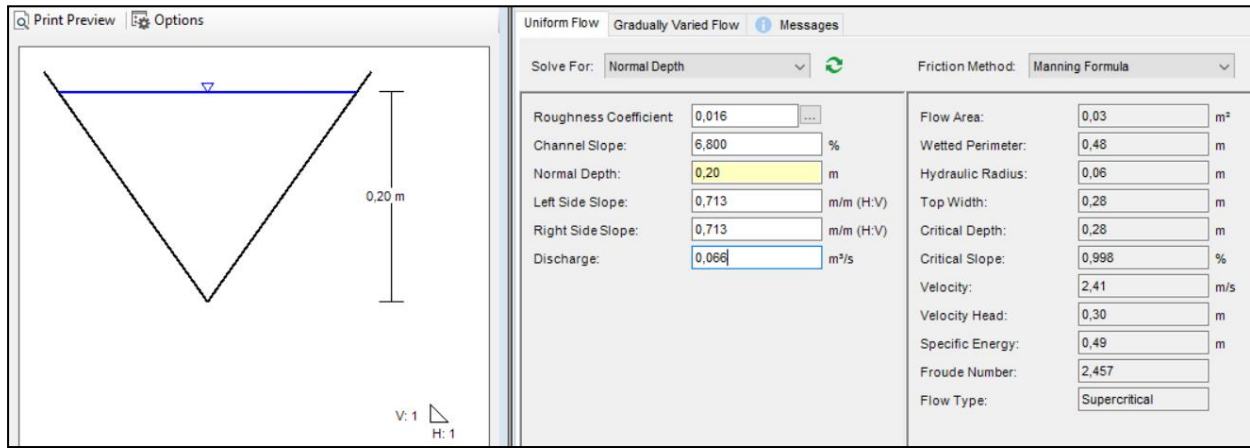 Print Preview Options
0,20 m
V: 1
H: 1
Uniform Flow Gradually Varied Flow Messages
Solve For: Normal Depth Friction Method: Manning Formula
Roughness Coefficient 0,016 ...
Channel Slope: 6,800 %
Normal Depth: 0,20 m
Left Side Slope: 0,713 m/m (H:V)
Right Side Slope: 0,713 m/m (H:V)
Discharge: 0,066 m³/s
Flow Area: 0,03 m²
Wetted Perimeter: 0,48 m
Hydraulic Radius: 0,06 m
Top Width: 0,28 m
Critical Depth: 0,28 m
Critical Slope: 0,998 %
Velocity: 2,41 m/s
Velocity Head: 0,30 m
Specific Energy: 0,49 m
Froude Number: 2,457
Flow Type: Supercritical